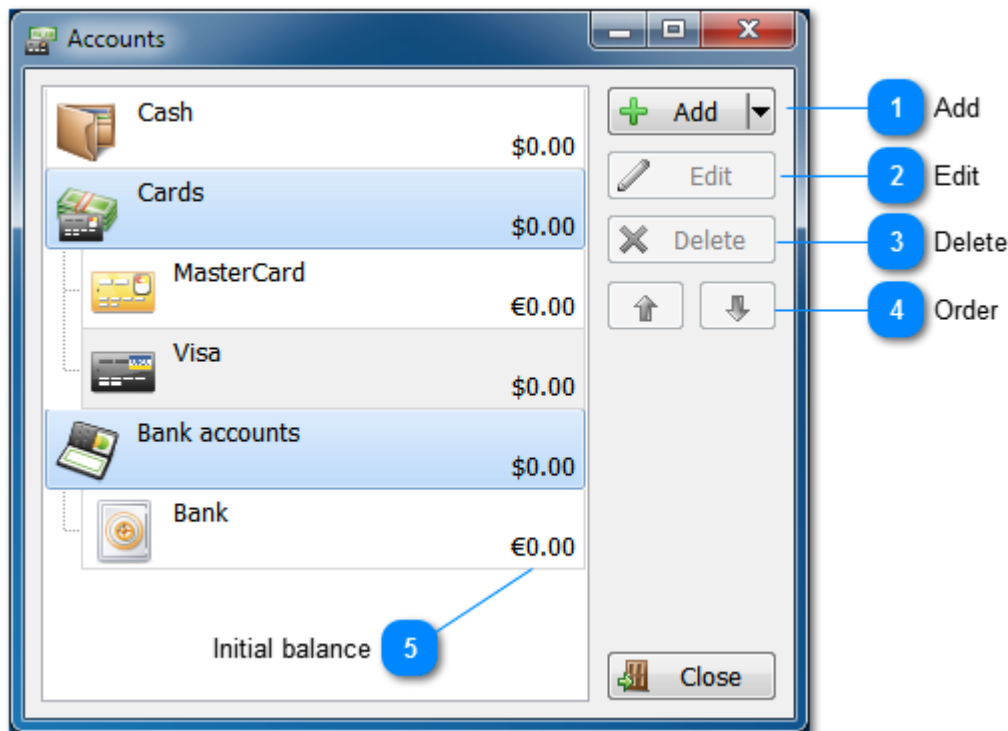 Accounts
Cash
$0.00
Cards
$0.00
MasterCard
€0.00
Visa
$0.00
Bank accounts
$0.00
Bank
€0.00
Add
1 Add
Edit
2 Edit
Delete
3 Delete
4 Order
Initial balance 5
Close